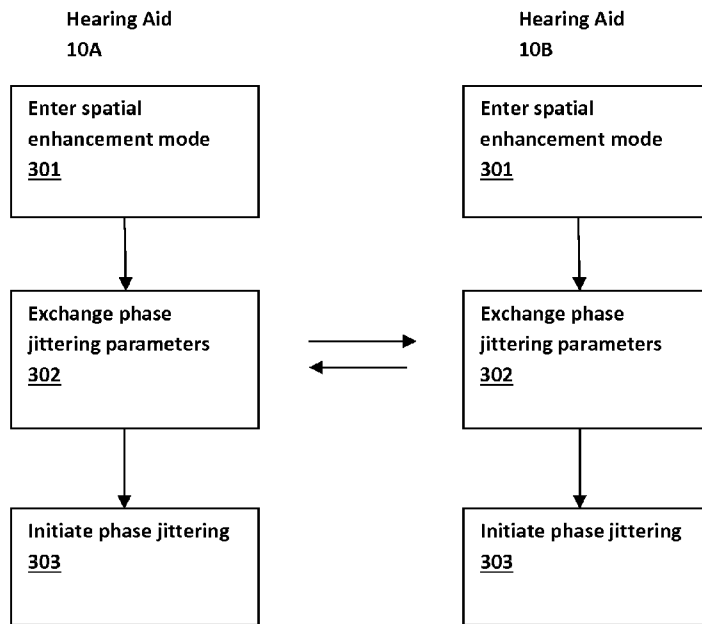 Hearing Aid
10A
Enter spatial
enhancement mode
301
Exchange phase
jittering parameters
302
Initiate phase jittering
303
Hearing Aid
10B
Enter spatial
enhancement mode
301
Exchange phase
jittering parameters
302
Initiate phase jittering
303